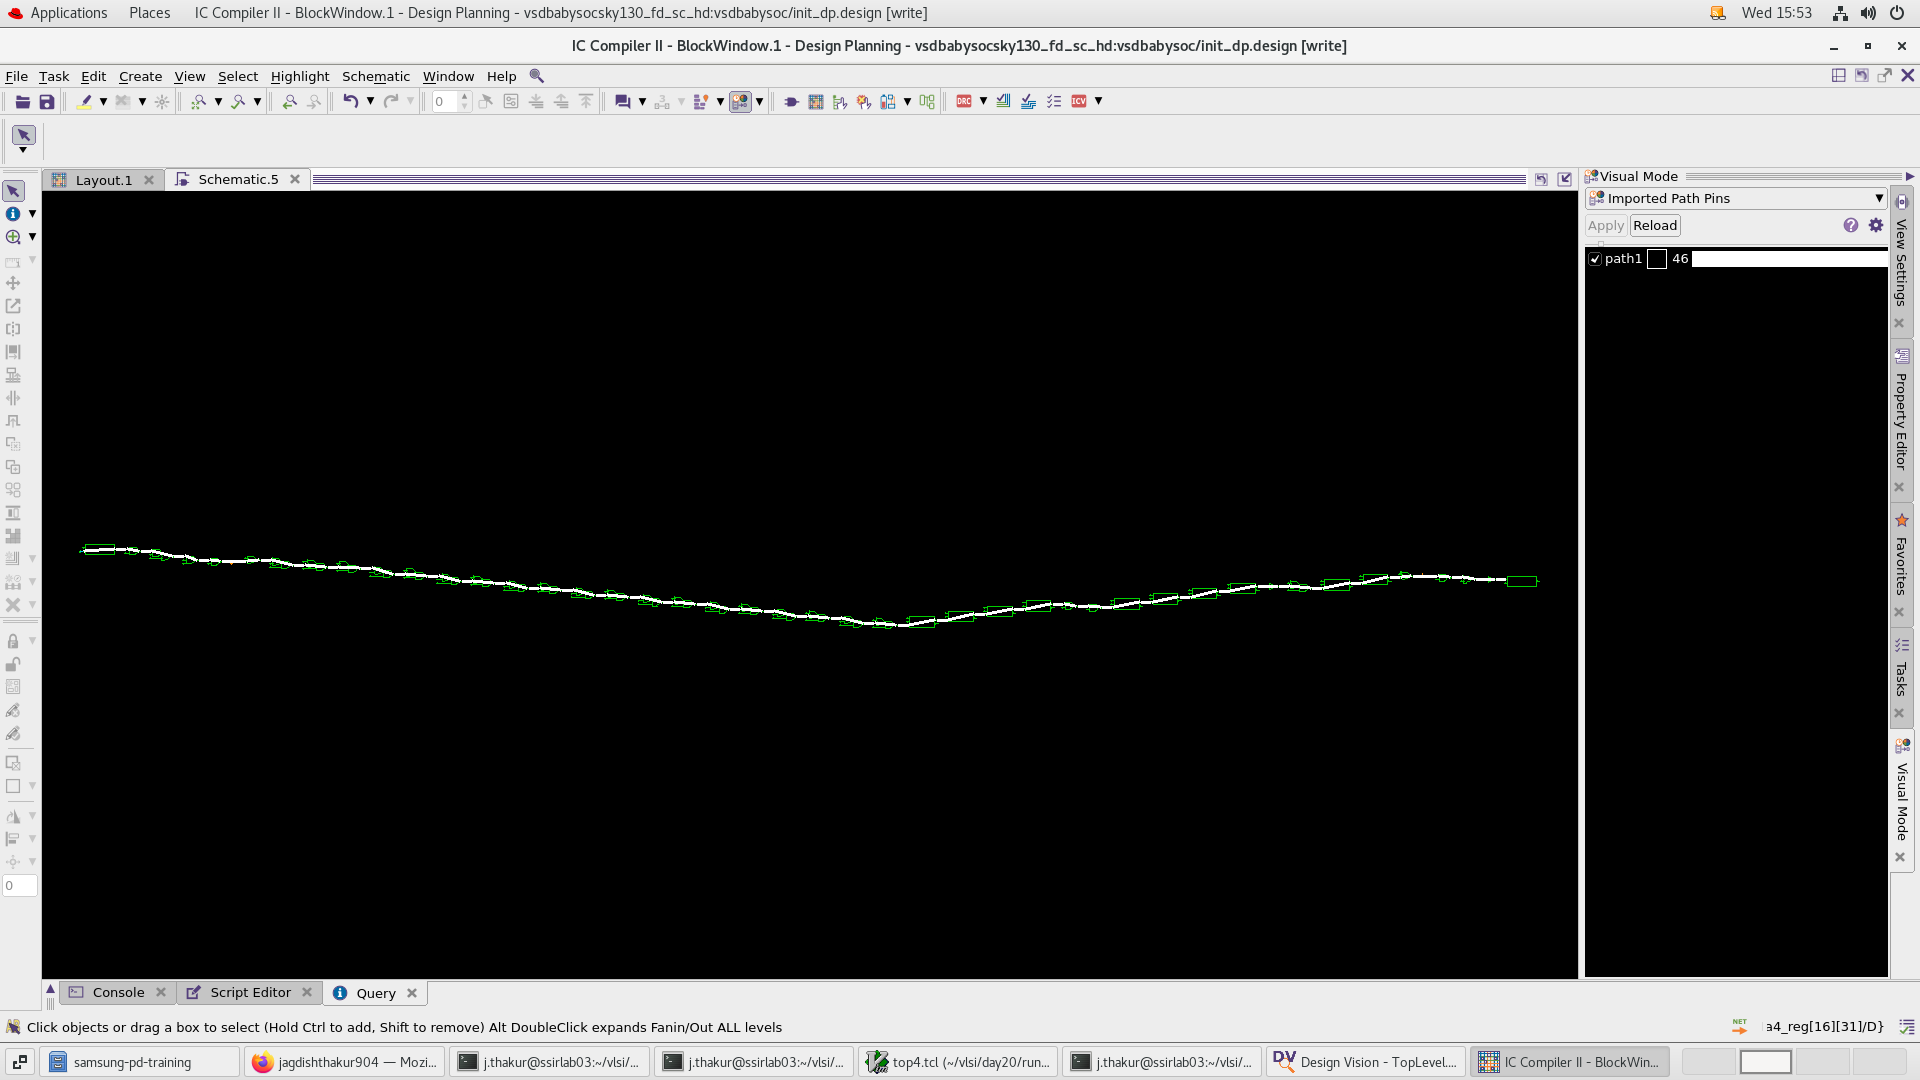 Applications Places IC Compiler II - BlockWindow.1 - Design Planning - vsdbabysocsky130_fd_sc_hd:vsdbabysoc/init_dp.design [write] Wed 15:53
IC Compiler II - BlockWindow.1 - Design Planning - vsdbabysocsky130_fd_sc_hd:vsdbabysoc/init_dp.design [write]
File Task Edit Create View Select Highlight Schematic Window Help
0 DRC ICV
Layout.1 Schematic.5
Visual Mode
Imported Path Pins
Apply Reload
path1 46
View Settings
Property Editor
Favorites
Tasks
Visual Mode
0
Console Script Editor Query
Click objects or drag a box to select (Hold Ctrl to add, Shift to remove) Alt DoubleClick expands Fanin/Out ALL levels NET a4_reg[16][31]/D}
samsung-pd-training jagdishthakur904 — Mozi... j.thakur@ssirlab03:~/vlsi/... j.thakur@ssirlab03:~/vlsi/... top4.tcl (~/vlsi/day20/run... j.thakur@ssirlab03:~/vlsi/... DV Design Vision - TopLevel.... IC Compiler II - BlockWin...